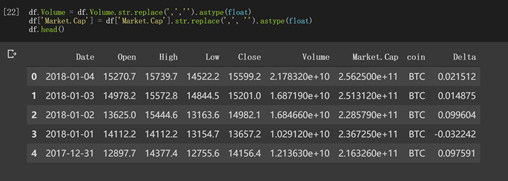 [22] df.Volume = df.Volume.str.replace(',','').astype(float)
df['Market.Cap'] = df['Market.Cap'].str.replace(',', '').astype(float)
df.head()
Date Open High Low Close Volume Market.Cap coin Delta
0 2018-01-04 15270.7 15739.7 14522.2 15599.2 2.178320e+10 2.562500e+11 BTC 0.021512
1 2018-01-03 14978.2 15572.8 14844.5 15201.0 1.687190e+10 2.513120e+11 BTC 0.014875
2 2018-01-02 13625.0 15444.6 13163.6 14982.1 1.684660e+10 2.285790e+11 BTC 0.099604
3 2018-01-01 14112.2 14112.2 13154.7 13657.2 1.029120e+10 2.367250e+11 BTC -0.032242
4 2017-12-31 12897.7 14377.4 12755.6 14156.4 1.213630e+10 2.163260e+11 BTC 0.097591